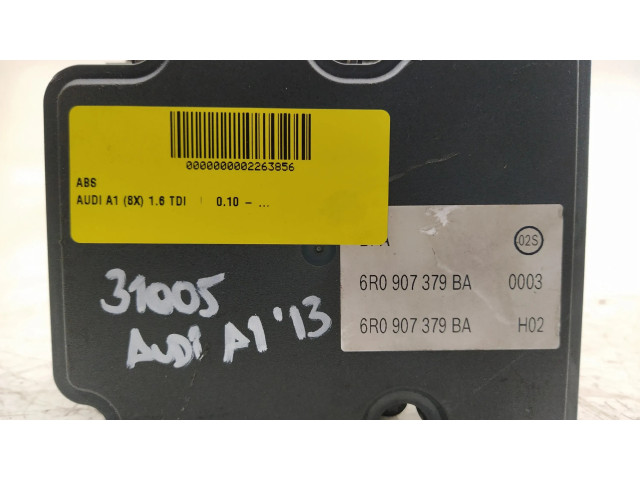 0000000002263856
ABS
AUDI A1 (8X) 1.6 TDI 0.10 - ...
02S
6R0 907 379 BA 0003
6R0 907 379 BA H02
31005
AUDI A1 '13